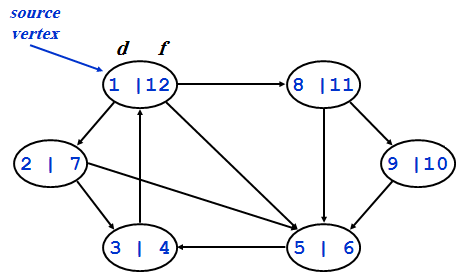 source
vertex
d f
1 |12
8 |11
2 | 7
9 |10
3 | 4
5 | 6